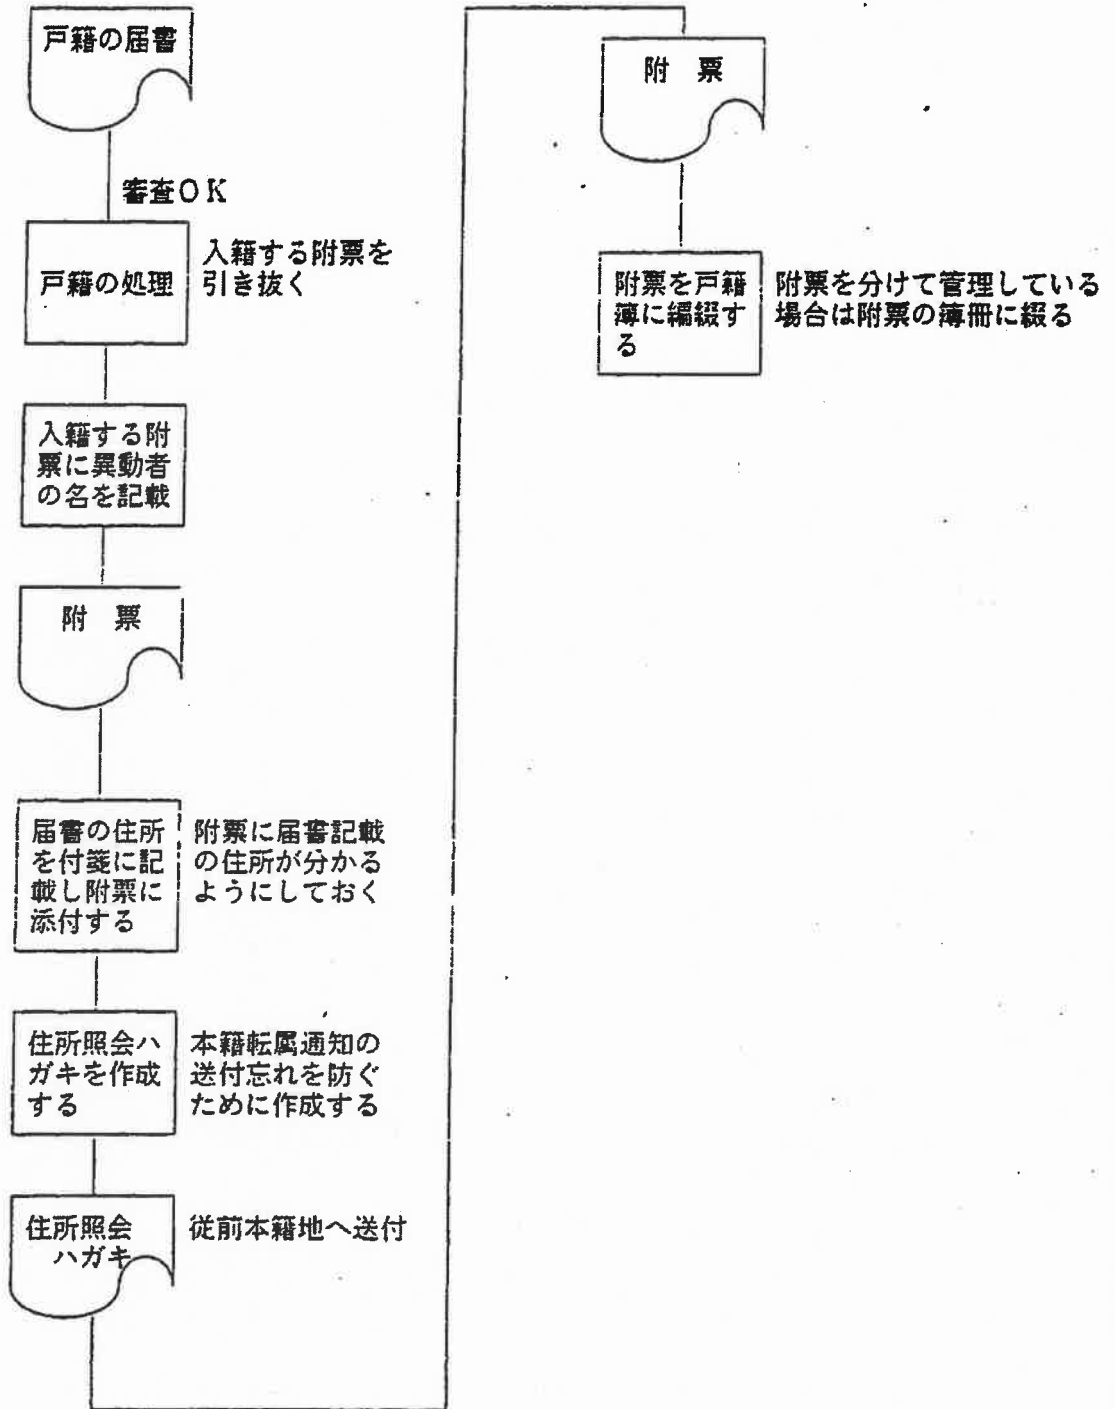 戸籍の届書
審査OK
戸籍の処理
入籍する附票を
引き抜く
入籍する附
票に異動者
の名を記載
附 票
届書の住所
を付箋に記
載し附票に
添付する
附票に届書記載
の住所が分かる
ようにしておく
住所照会ハ
ガキを作成
する
本籍転属通知の
送付忘れを防ぐ
ために作成する
住所照会
ハガキ
従前本籍地へ送付
附 票
附票を戸籍
簿に編綴す
る
附票を分けて管理している
場合は附票の簿冊に綴る